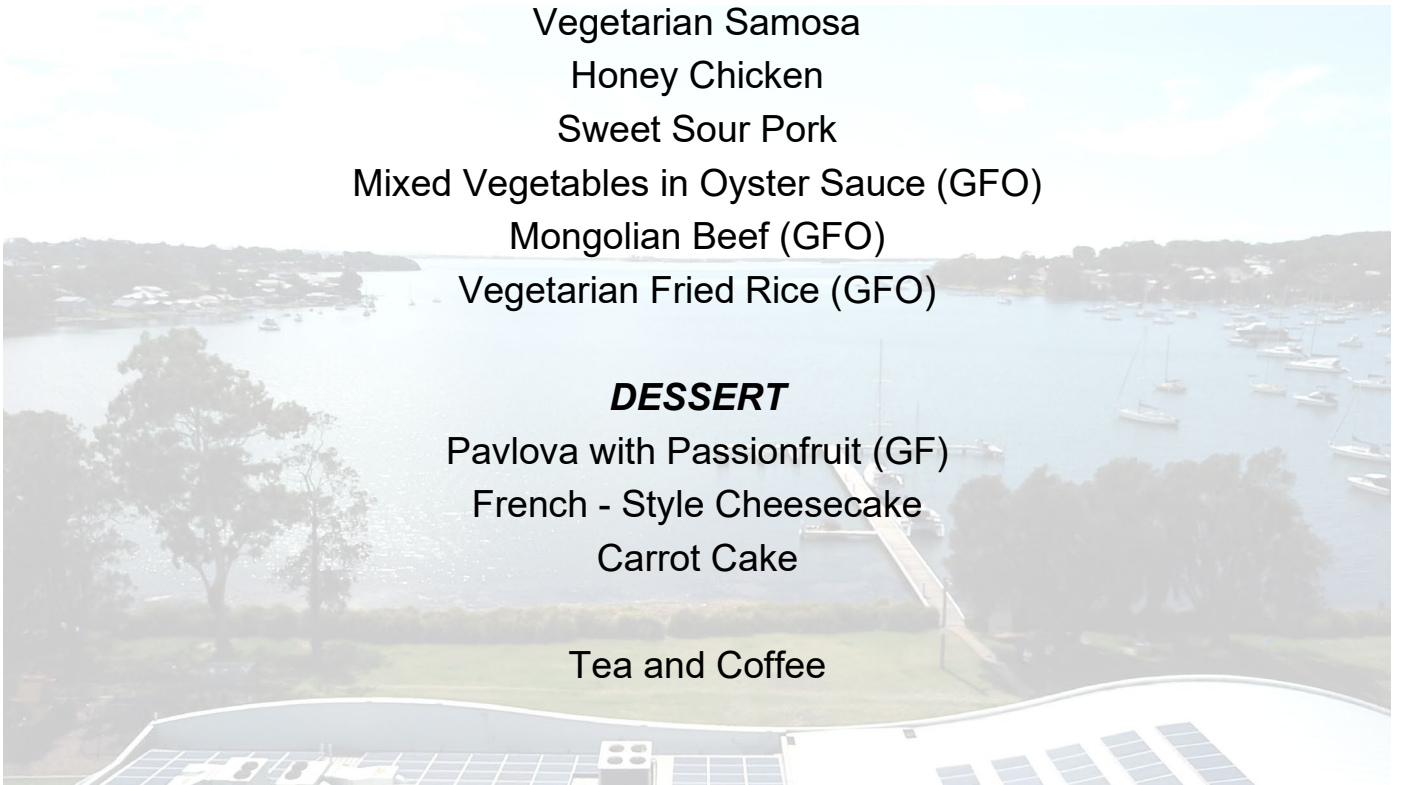 Vegetarian Samosa
Honey Chicken
Sweet Sour Pork
Mixed Vegetables in Oyster Sauce (GFO)
Mongolian Beef (GFO)
Vegetarian Fried Rice (GFO)
DESSERT
Pavlova with Passionfruit (GF)
French - Style Cheesecake
Carrot Cake
Tea and Coffee